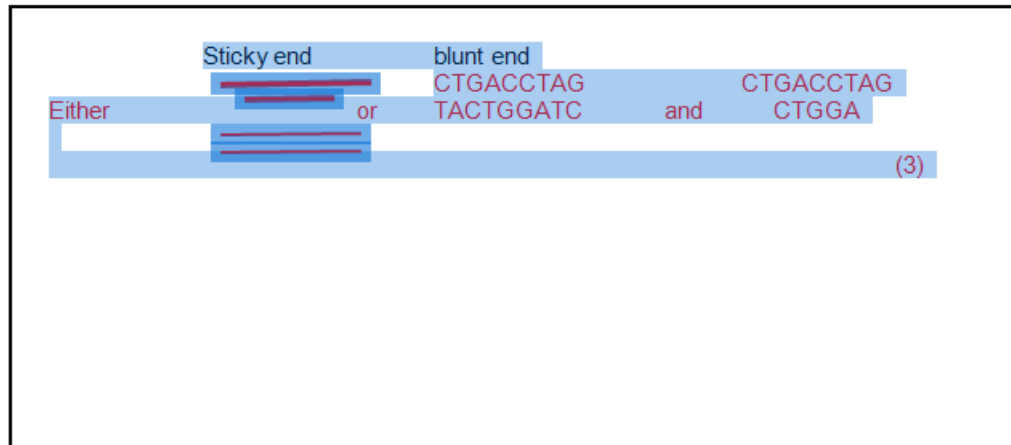 Sticky end blunt end
CTGACCTAG CTGACCTAG
Either or TACTGGATC and CTGGA
(3)